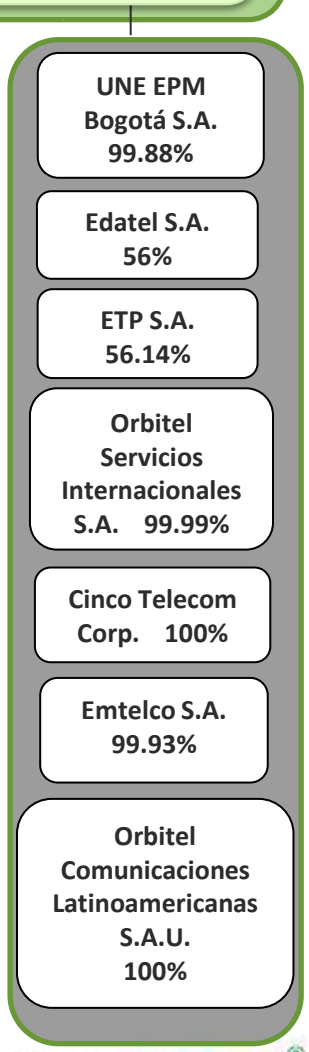 UNE EPM
Bogotá S.A.
99.88%
Edatel S.A.
56%
ETP S.A.
56.14%
Orbitel
Servicios
Internacionales
S.A. 99.99%
Cinco Telecom
Corp. 100%
Emtelco S.A.
99.93%
Orbitel
Comunicaciones
Latinoamericanas
S.A.U.
100%